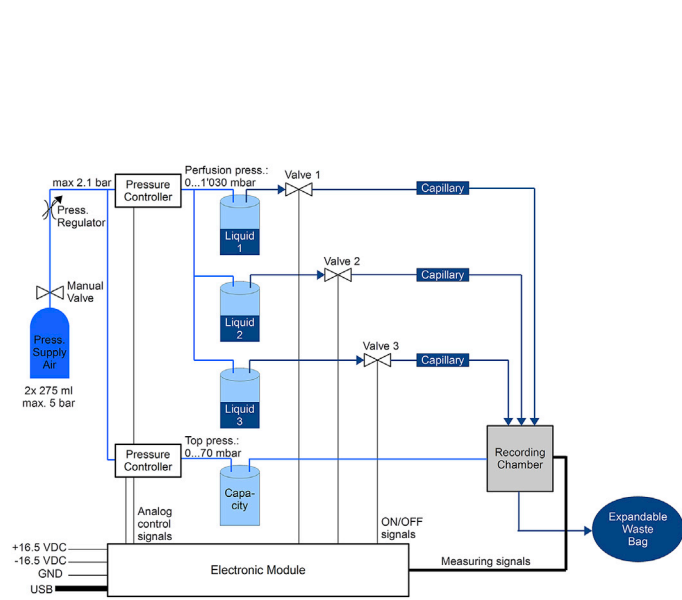 Perfusion press.:
0...1'030 mbar
Valve 1
max 2.1 bar
Pressure
Controller
Capillary
Press.
Regulator
Liquid
1
Valve 2
Capillary
Manual
Valve
Liquid
2
Press.
Supply
Air
Valve 3
Capillary
2x 275 ml
max. 5 bar
Liquid
3
Top press.:
0...70 mbar
Pressure
Controller
Recording
Chamber
Capa-
city
Analog
control
signals
ON/OFF
signals
Expandable
Waste
Bag
+16.5 VDC
-16.5 VDC
GND
USB
Electronic Module
Measuring signals